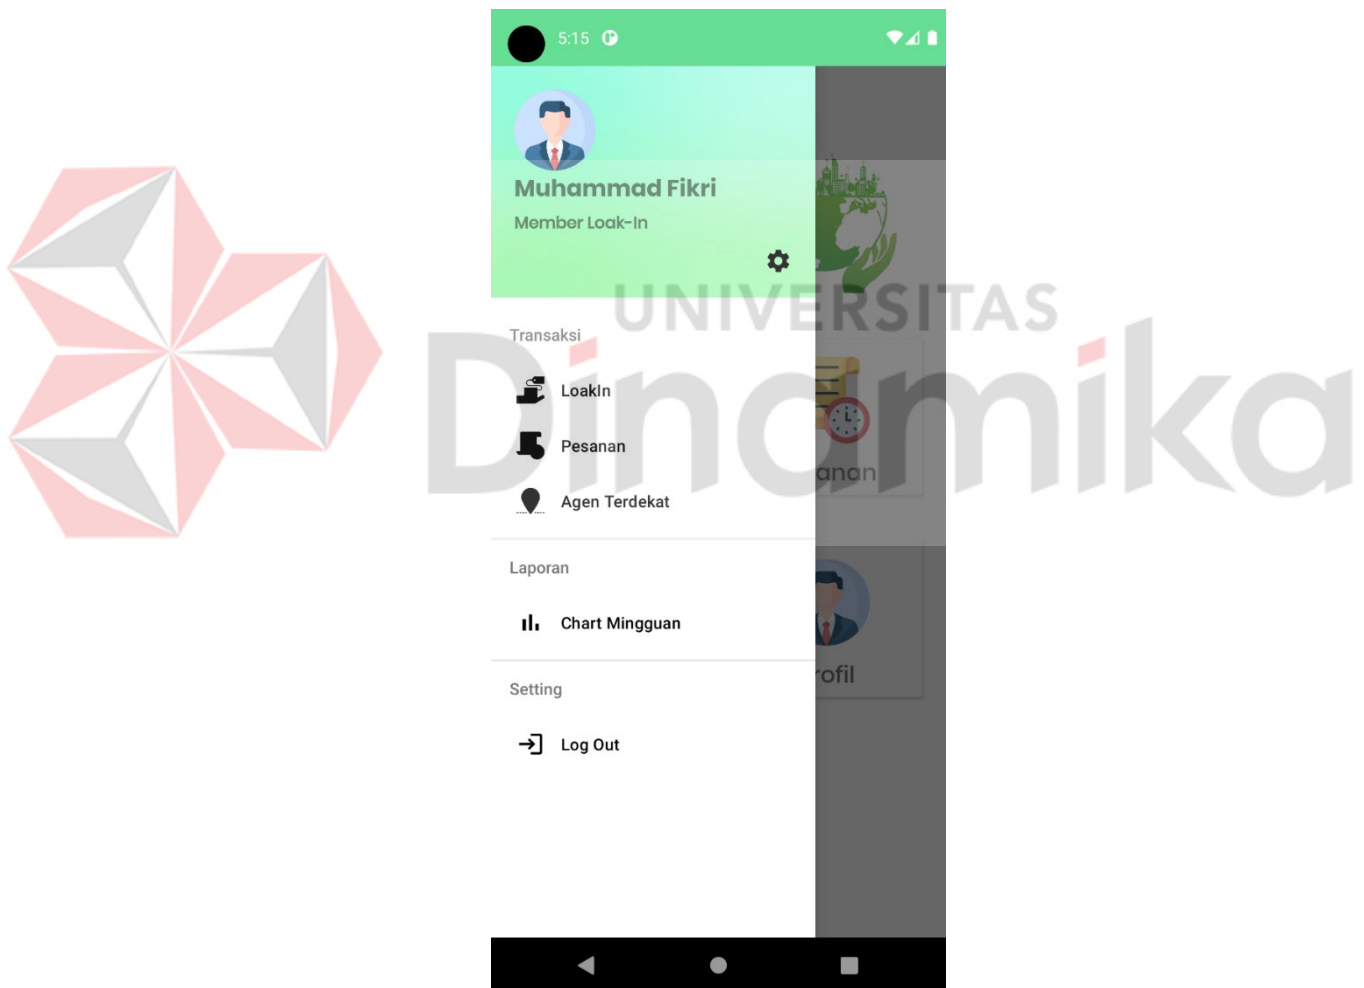 5:15
Muhammad Fikri
Member Loak-In
UNIVERSITAS
Dinamika
Transaksi
LoakIn
Pesanan
anan
Agen Terdekat
Laporan
Chart Mingguan
rofil
Setting
Log Out